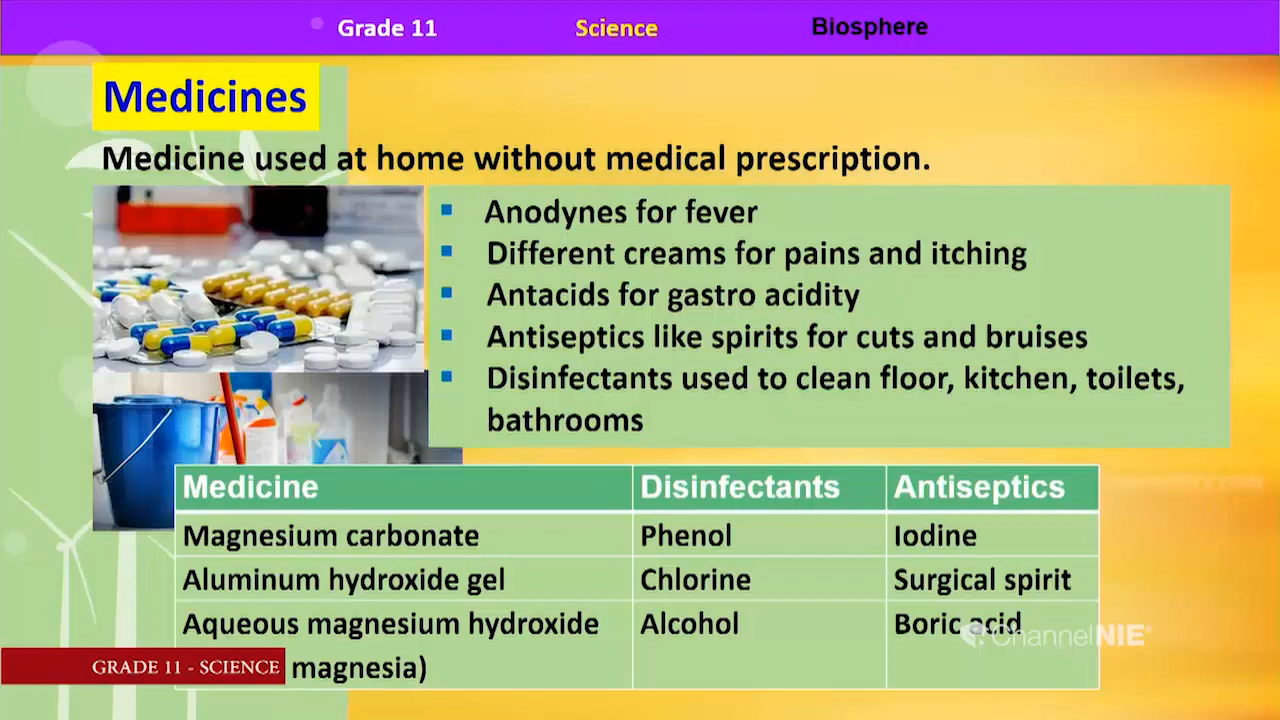 Grade 11 Science Biosphere
Medicines
Medicine used at home without medical prescription.
Anodynes for fever
Different creams for pains and itching
Antacids for gastro acidity
Antiseptics like spirits for cuts and bruises
Disinfectants used to clean floor, kitchen, toilets,
bathrooms
Medicine Disinfectants Antiseptics
Magnesium carbonate Phenol Iodine
Aluminum hydroxide gel Chlorine Surgical spirit
Aqueous magnesium hydroxide Alcohol Boric acid
magnesia)
ChannelNIE
GRADE 11 - SCIENCE